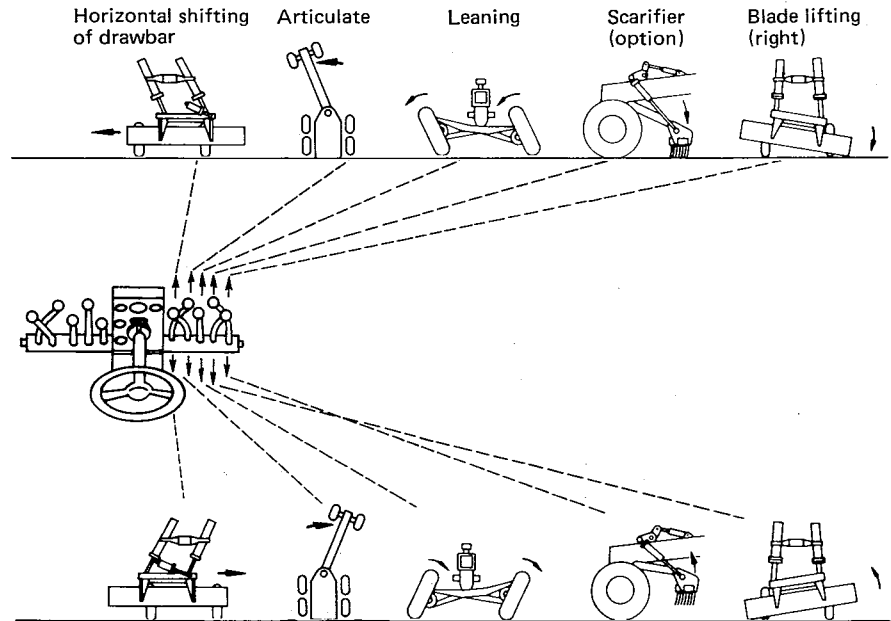 Horizontal shifting
of drawbar
Articulate
Leaning
Scarifier
(option)
Blade lifting
(right)